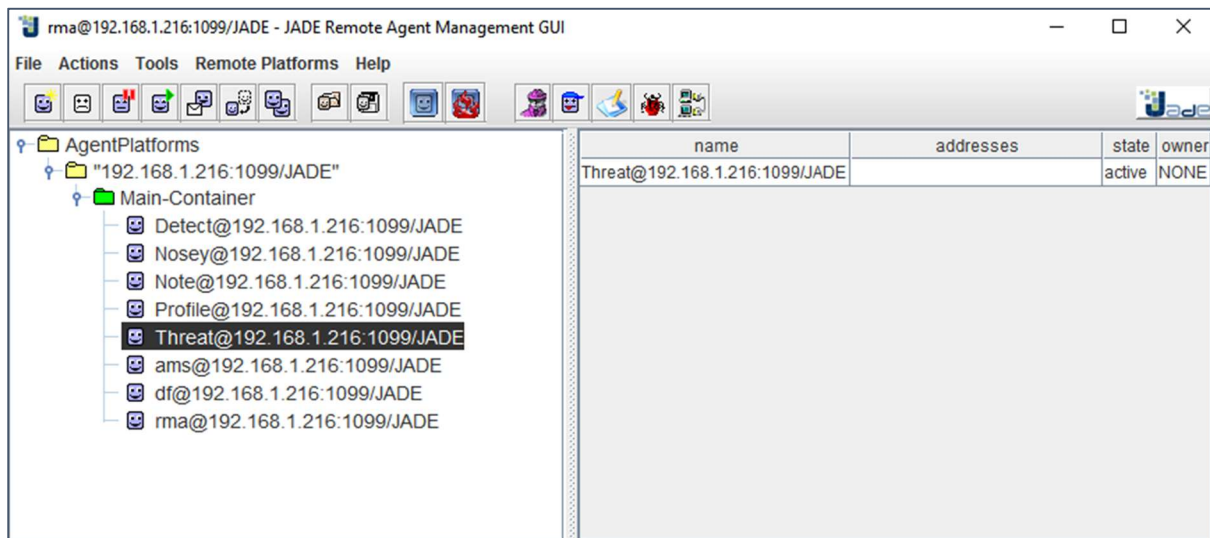 rma@192.168.1.216:1099/JADE - JADE Remote Agent Management GUI
File Actions Tools Remote Platforms Help
Jade
AgentPlatforms
"192.168.1.216:1099/JADE"
Main-Container
Detect@192.168.1.216:1099/JADE
Nosey@192.168.1.216:1099/JADE
Note@192.168.1.216:1099/JADE
Profile@192.168.1.216:1099/JADE
Threat@192.168.1.216:1099/JADE
ams@192.168.1.216:1099/JADE
df@192.168.1.216:1099/JADE
rma@192.168.1.216:1099/JADE
name addresses state owner
Threat@192.168.1.216:1099/JADE active NONE